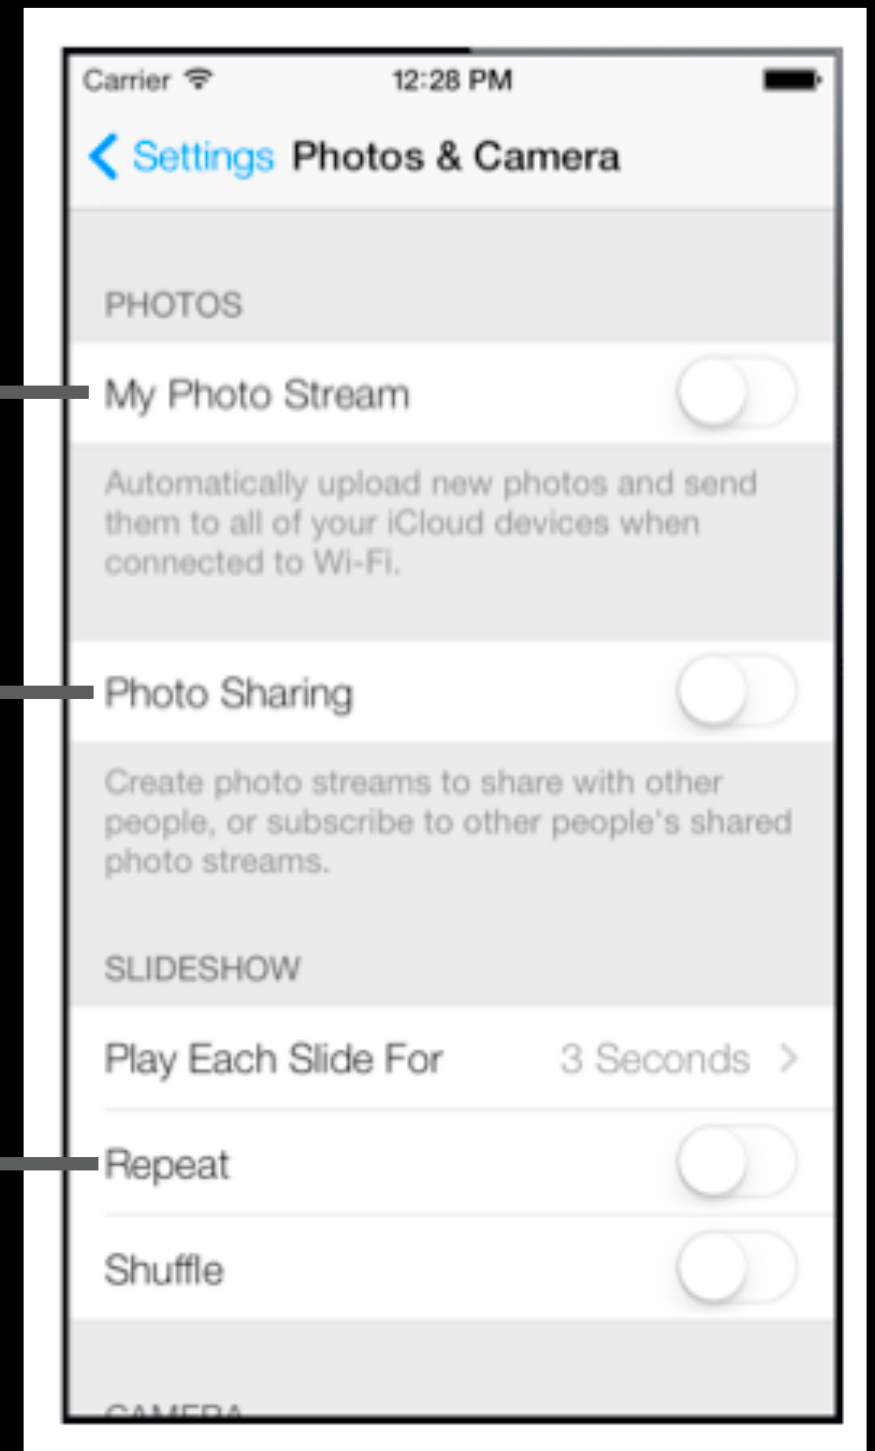 Carrier 12:28 PM
Settings Photos & Camera
PHOTOS
My Photo Stream
Automatically upload new photos and send
them to all of your iCloud devices when
connected to Wi-Fi.
Photo Sharing
Create photo streams to share with other
people, or subscribe to other people's shared
photo streams.
SLIDESHOW
Play Each Slide For 3 Seconds
Repeat
Shuffle
CAMERA